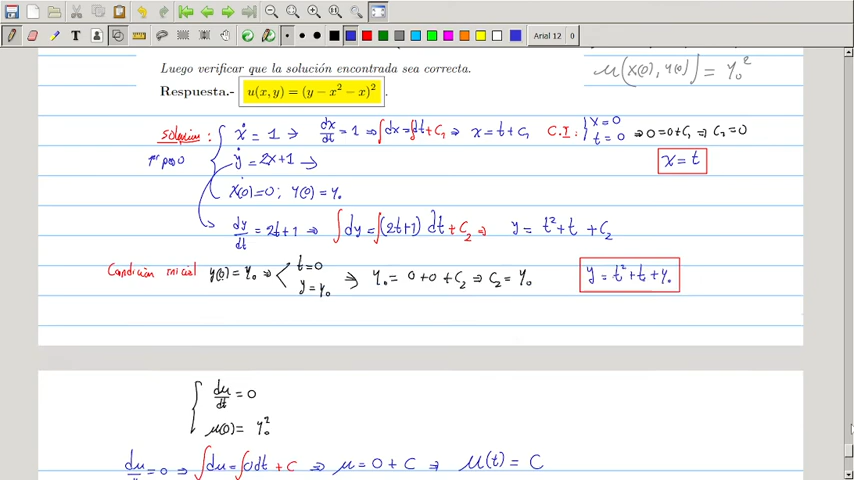 Arial 12 0
Luego verificar que la solución encontrada sea correcta.
Respuesta.- u(x, y) = (y − x² − x)² .
u(x(0), y(0)) = y₀²
solución: ẋ = 1 → dx/dt = 1 ⇒ ∫dx = ∫dt + C₁ ⇒ x = t + C₁ C.I: { x=0 t=0 ⇒ 0=0+C₁ ⇒ C₁=0
1er paso ẏ = 2x+1 → x = t
x(0)=0; y(0)=y₀
dy/dt = 2t+1 ⇒ ∫dy = ∫(2t+1) dt + C₂ ⇒ y = t² + t + C₂
Condición inicial y(0) = y₀ ⇒ t=0 y=y₀ ⇒ y₀ = 0+0+C₂ ⇒ C₂ = y₀ y = t² + t + y₀
du/dt = 0
u(0) = y₀²
du/dt = 0 ⇒ ∫du = ∫0dt + C ⇒ u = 0 + C ⇒ u(t) = C